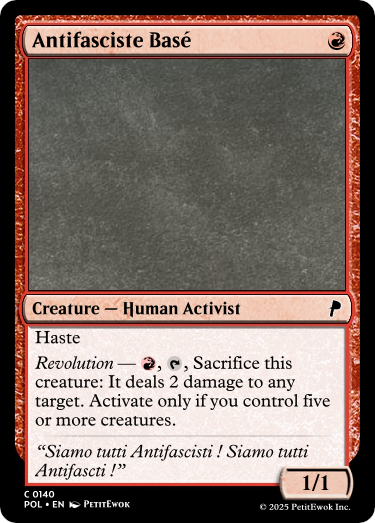 Antifasciste Basé
Creature — Human Activist
Haste
Revolution — , , Sacrifice this
creature: It deals 2 damage to any
target. Activate only if you control five
or more creatures.
“Siamo tutti Antifascisti ! Siamo tutti
Antifascti !”
1/1
C 0140
POL • EN PetitEwok
© 2025 PetitEwok Inc.